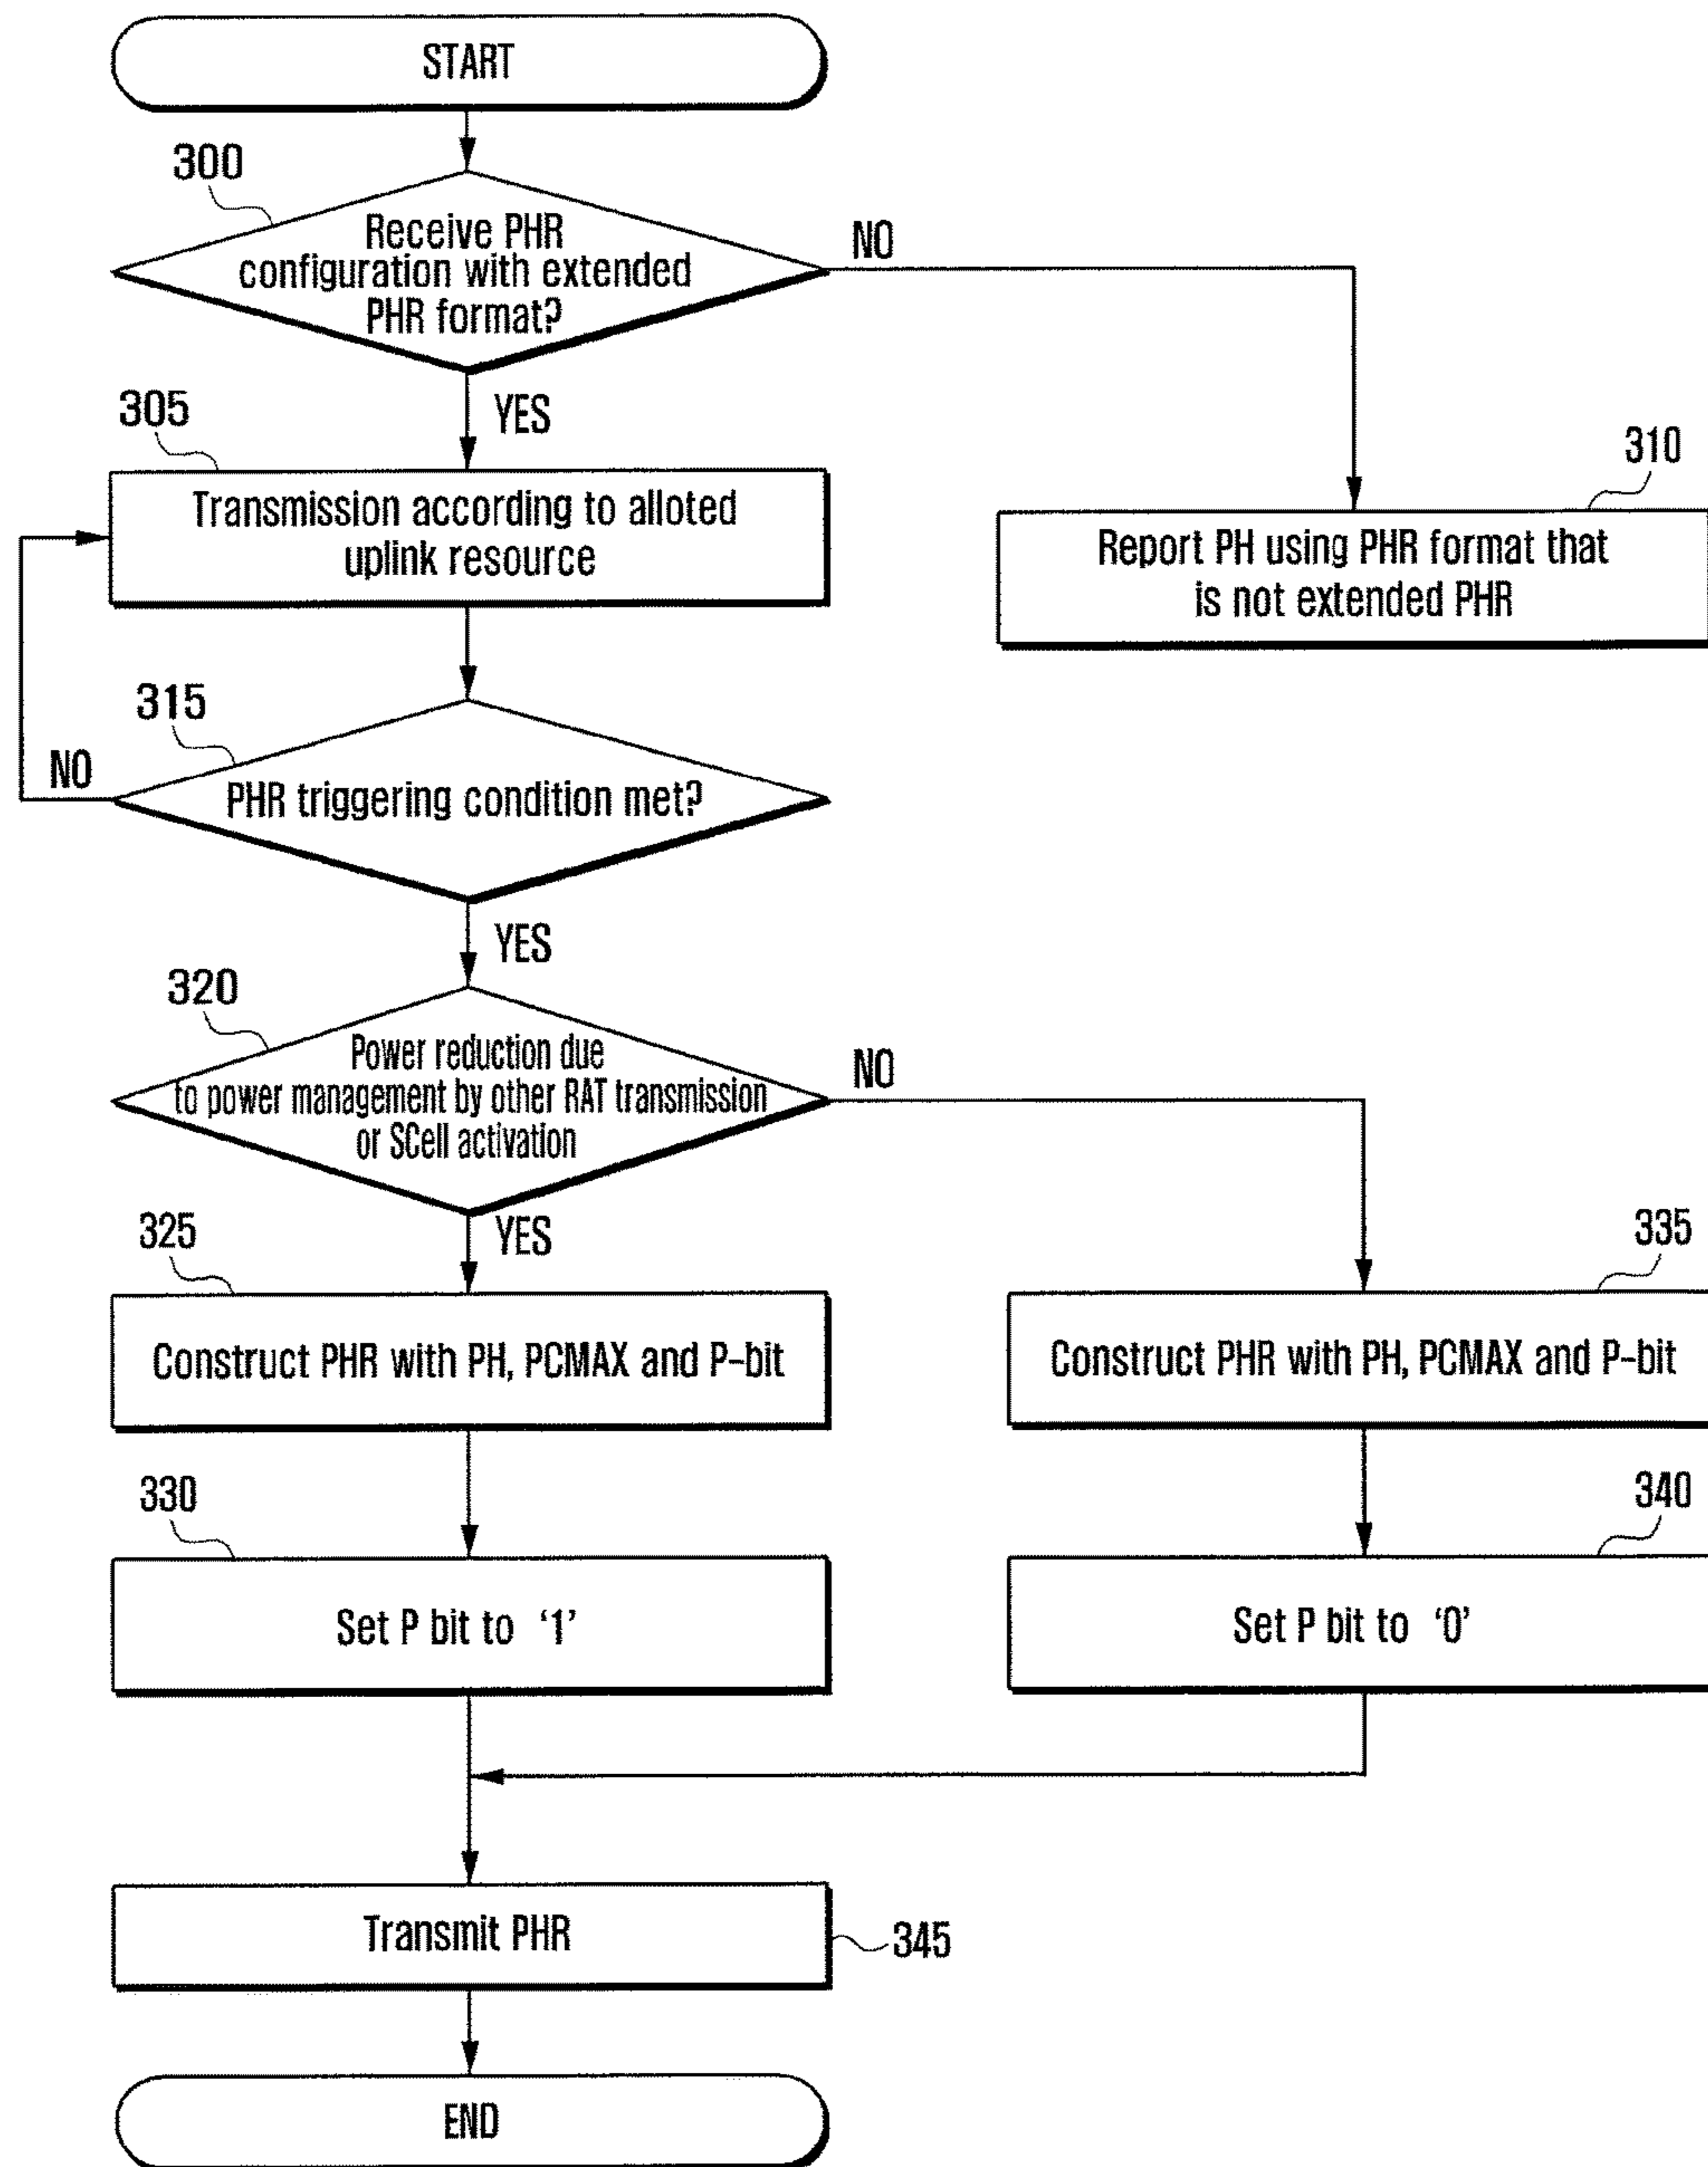 START
300
Receive PHR
configuration with extended
PHR format?
NO
YES
305
Transmission according to alloted
uplink resource
310
Report PH using PHR format that
is not extended PHR
315
NO
PHR triggering condition met?
YES
320
Power reduction due
to power management by other RAT transmission
or SCell activation
NO
YES
325
Construct PHR with PH, PCMAX and P-bit
335
Construct PHR with PH, PCMAX and P-bit
330
Set P bit to '1'
340
Set P bit to '0'
Transmit PHR
345
END